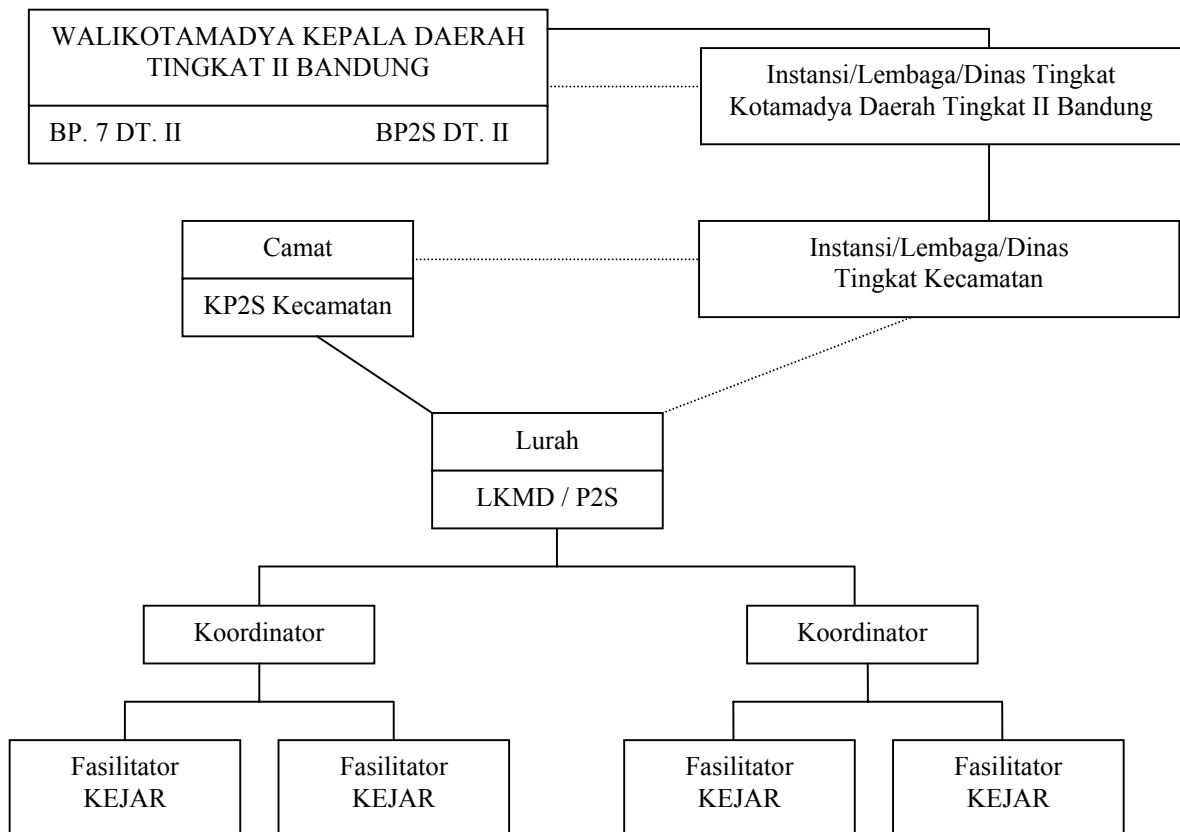 WALIKOTAMADYA KEPALA DAERAH
TINGKAT II BANDUNG
BP. 7 DT. II BP2S DT. II
Instansi/Lembaga/Dinas Tingkat
Kotamadya Daerah Tingkat II Bandung
Camat
KP2S Kecamatan
Instansi/Lembaga/Dinas
Tingkat Kecamatan
Lurah
LKMD / P2S
Koordinator
Koordinator
Fasilitator
KEJAR
Fasilitator
KEJAR
Fasilitator
KEJAR
Fasilitator
KEJAR